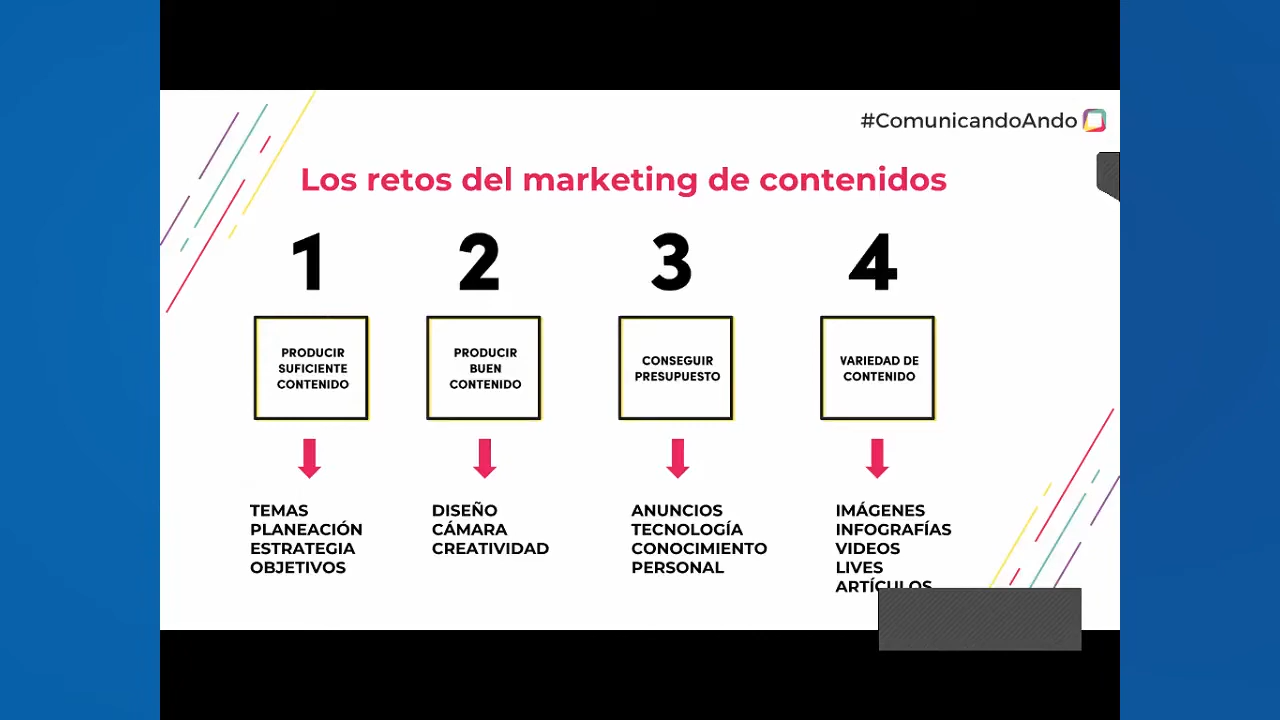 #ComunicandoAndo
Los retos del marketing de contenidos
1
2
3
4
PRODUCIR
SUFICIENTE
CONTENIDO
PRODUCIR
BUEN
CONTENIDO
CONSEGUIR
PRESUPUESTO
VARIEDAD DE
CONTENIDO
TEMAS
PLANEACIÓN
ESTRATEGIA
OBJETIVOS
DISEÑO
CÁMARA
CREATIVIDAD
ANUNCIOS
TECNOLOGÍA
CONOCIMIENTO
PERSONAL
IMÁGENES
INFOGRAFÍAS
VIDEOS
LIVES
ARTÍCULOS